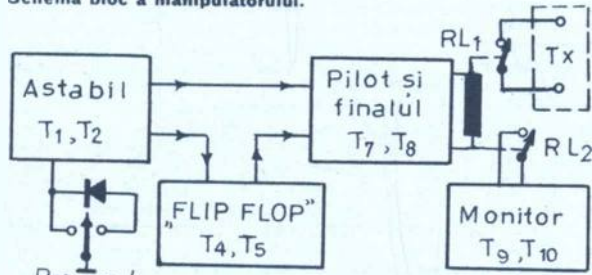 Schema bloc a manipulatorului.
Astabil
T1, T2
Pilot și
finalul
T7, T8
RL1
Tx
RL2
„FLIP FLOP"
T4, T5
Monitor
T9, T10